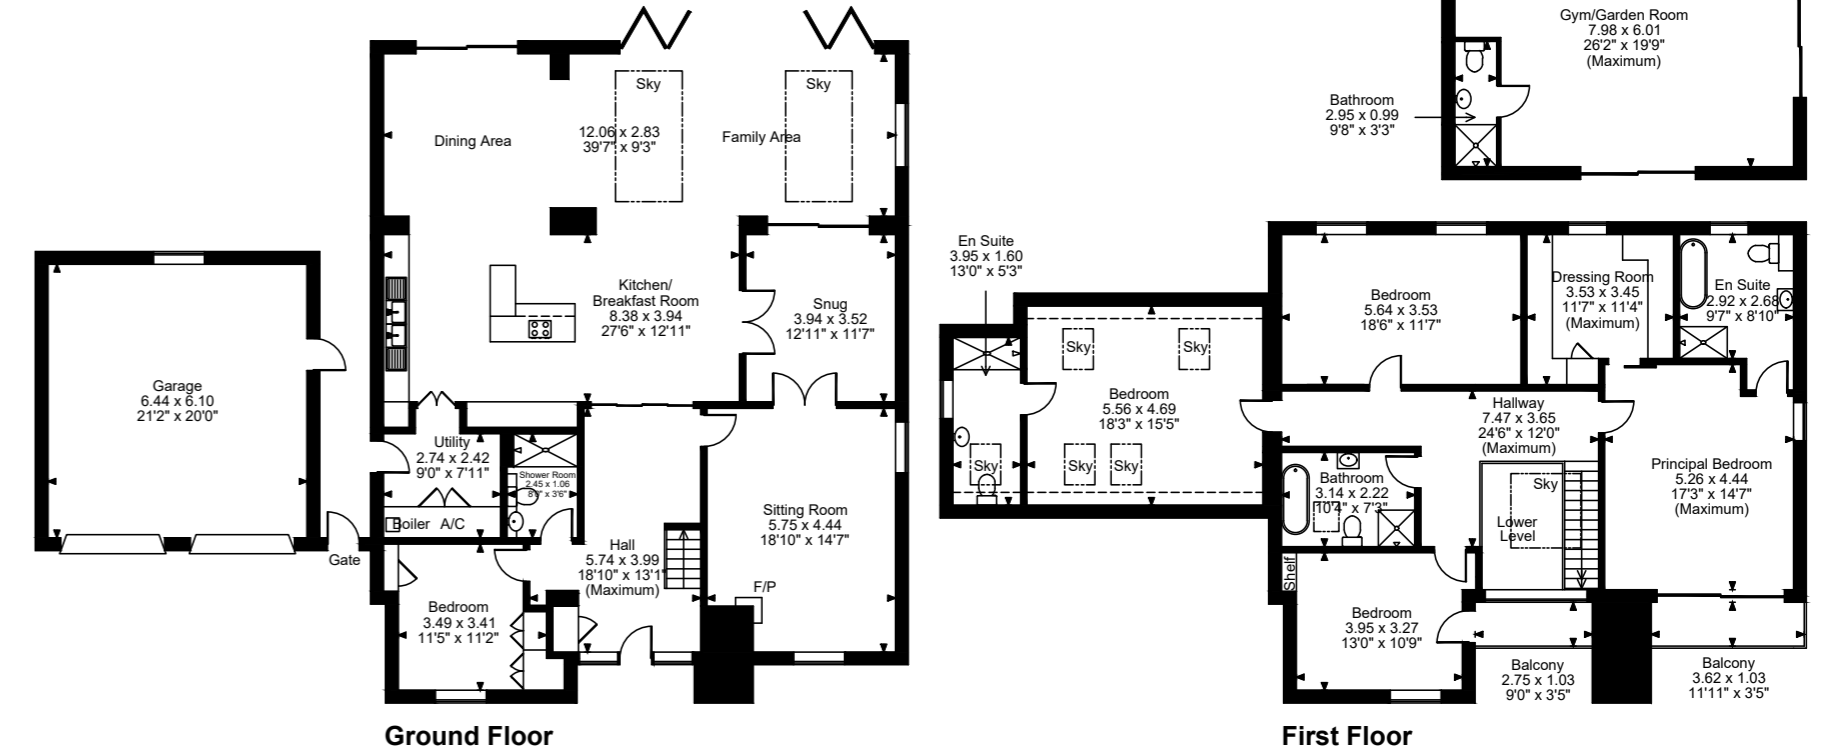 Gym/Garden Room
7.98 x 6.01
26'2" x 19'9"
(Maximum)
Bathroom
2.95 x 0.99
9'8" x 3'3"
Sky
Sky
Dining Area
12.06 x 2.83
39'7" x 9'3"
Family Area
Kitchen/
Breakfast Room
8.38 x 3.94
27'6" x 12'11"
Snug
3.94 x 3.52
12'11" x 11'7"
Garage
6.44 x 6.10
21'2" x 20'0"
Utility
2.74 x 2.42
9'0" x 7'11"
Shower Room
2.45 x 1.06
8'0" x 3'6"
Boiler A/C
Gate
Hall
5.74 x 3.99
18'10" x 13'1"
(Maximum)
Sitting Room
5.75 x 4.44
18'10" x 14'7"
F/P
Bedroom
3.49 x 3.41
11'5" x 11'2"
Ground Floor
En Suite
3.95 x 1.60
13'0" x 5'3"
Sky
Sky
Bedroom
5.56 x 4.69
18'3" x 15'5"
Sky
Sky
Sky
Bedroom
5.64 x 3.53
18'6" x 11'7"
Dressing Room
3.53 x 3.45
11'7" x 11'4"
(Maximum)
En Suite
2.92 x 2.68
9'7" x 8'10"
Hallway
7.47 x 3.65
24'6" x 12'0"
(Maximum)
Bathroom
3.14 x 2.22
10'4" x 7'3"
Sky
Lower
Level
Principal Bedroom
5.26 x 4.44
17'3" x 14'7"
(Maximum)
Shelf
Bedroom
3.95 x 3.27
13'0" x 10'9"
Balcony
2.75 x 1.03
9'0" x 3'5"
Balcony
3.62 x 1.03
11'11" x 3'5"
First Floor